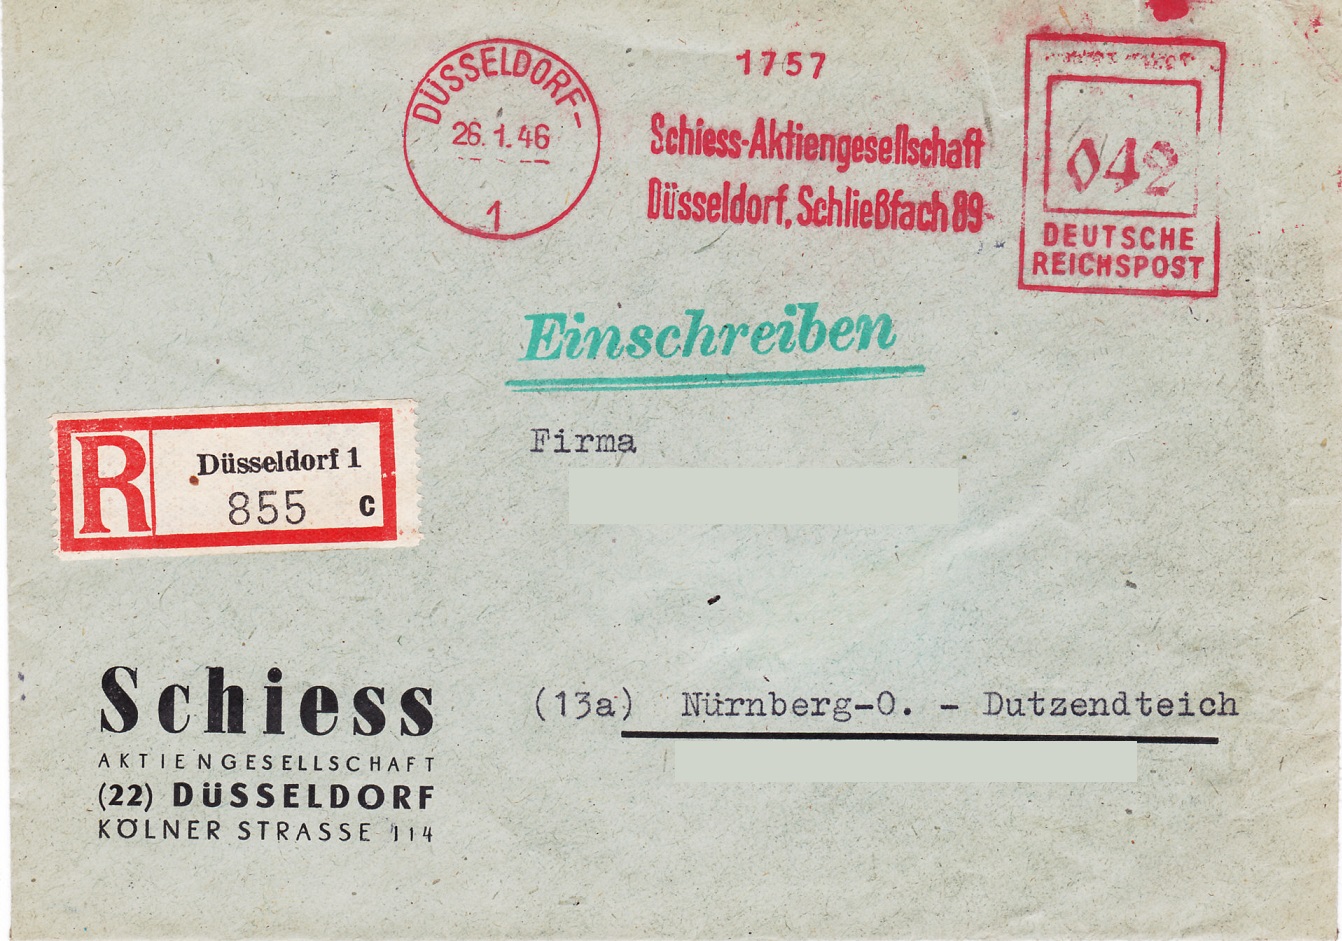 DÜSSELDORF-
26.1.46
1
1757
Schiess-Aktiengesellschaft
Düsseldorf, Schließfach 89
042
DEUTSCHE
REICHSPOST
Einschreiben
Firma
R
Düsseldorf 1
855 c
Schiess
AKTIENGESELLSCHAFT
(22) DÜSSELDORF
KÖLNER STRASSE 114
(13a) Nürnberg-O. - Dutzendteich